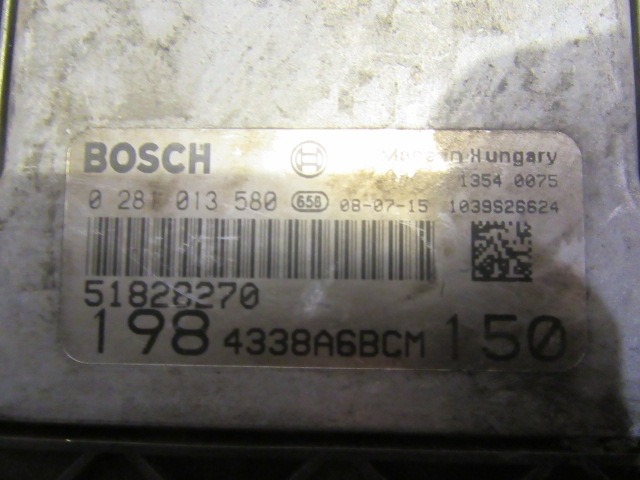 BOSCH
Made in Hungary
1354 0075
0 281 013 580 658 08-07-15 1039S26624
51828270
198 4338A6BCM 150